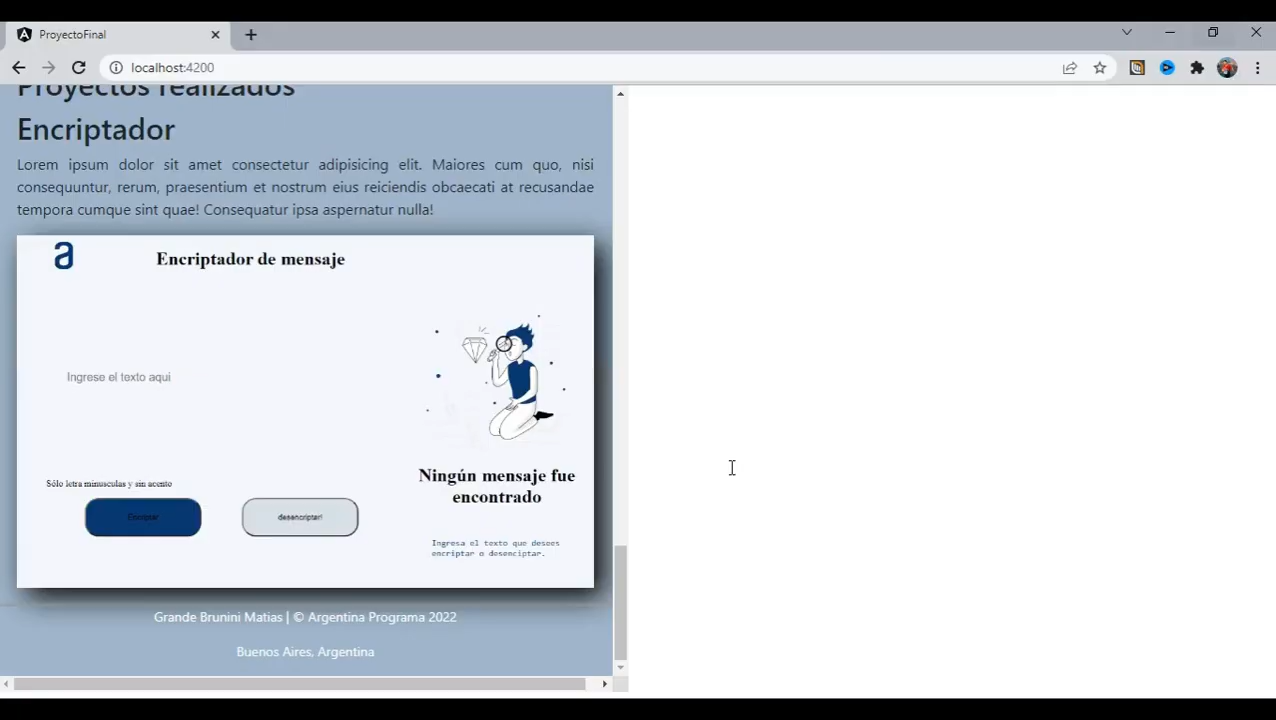 ProyectoFinal
localhost:4200
Proyectos realizados
Encriptador
Lorem ipsum dolor sit amet consectetur adipisicing elit. Maiores cum quo, nisi
consequuntur, rerum, praesentium et nostrum eius reiciendis obcaecati at recusandae
tempora cumque sint quae! Consequatur ipsa aspernatur nulla!
a
Encriptador de mensaje
Ingrese el texto aqui
Ningún mensaje fue
encontrado
Sólo letra minusculas y sin acento
Encriptar
desencriptar!
Ingresa el texto que desees
encriptar o desenciptar.
Grande Brunini Matias | © Argentina Programa 2022
Buenos Aires, Argentina